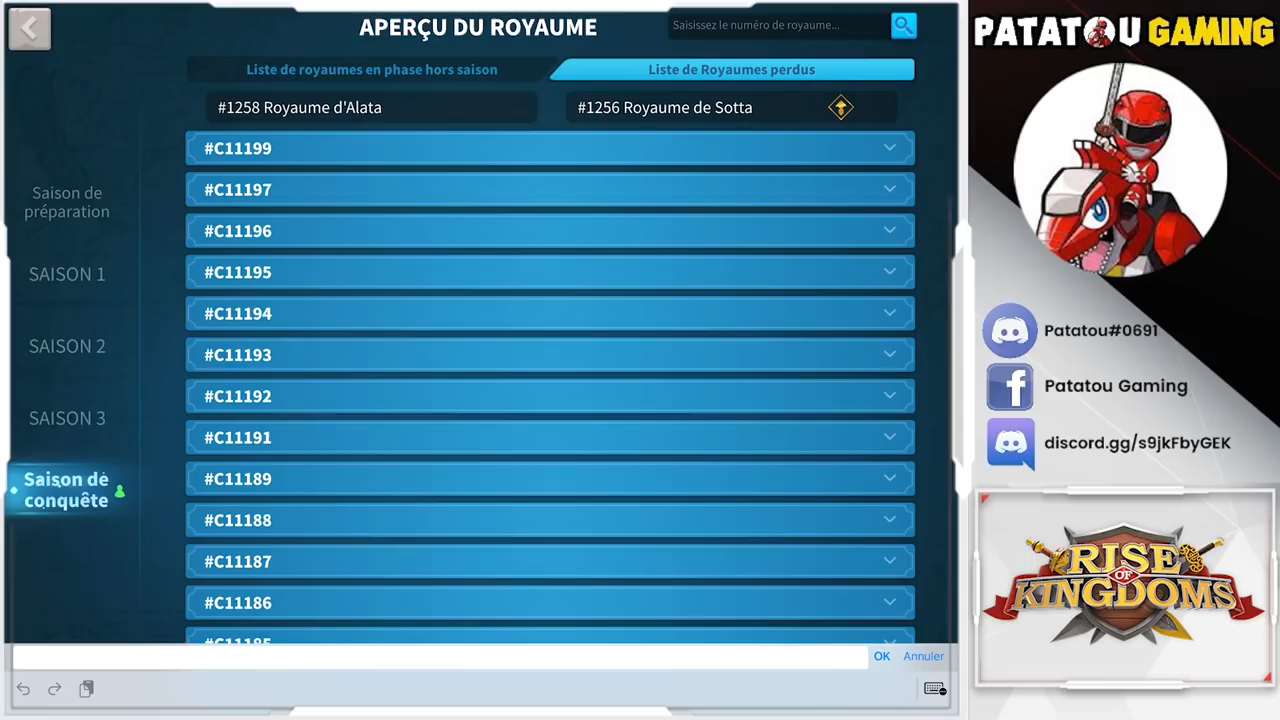 APERÇU DU ROYAUME
Saisissez le numéro de royaume...
Liste de royaumes en phase hors saison
Liste de Royaumes perdus
#1258 Royaume d'Alata
#1256 Royaume de Sotta
#C11199
#C11197
#C11196
#C11195
#C11194
#C11193
#C11192
#C11191
#C11189
#C11188
#C11187
#C11186
#C11185
Saison de
préparation
SAISON 1
SAISON 2
SAISON 3
Saison de
conquête
OK
Annuler
PATATOU GAMING
Patatou#0691
Patatou Gaming
discord.gg/s9jkFbyGEK
RISE
OF
KINGDOMS